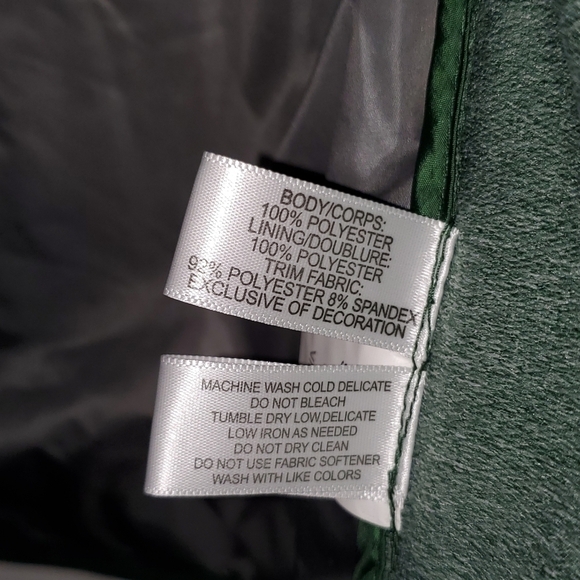 BODY/CORPS:
100% POLYESTER
LINING/DOUBLURE:
100% POLYESTER
TRIM FABRIC:
92% POLYESTER 8% SPANDEX
EXCLUSIVE OF DECORATION
MACHINE WASH COLD DELICATE
DO NOT BLEACH
TUMBLE DRY LOW,DELICATE
LOW IRON AS NEEDED
DO NOT DRY CLEAN
DO NOT USE FABRIC SOFTENER
WASH WITH LIKE COLORS